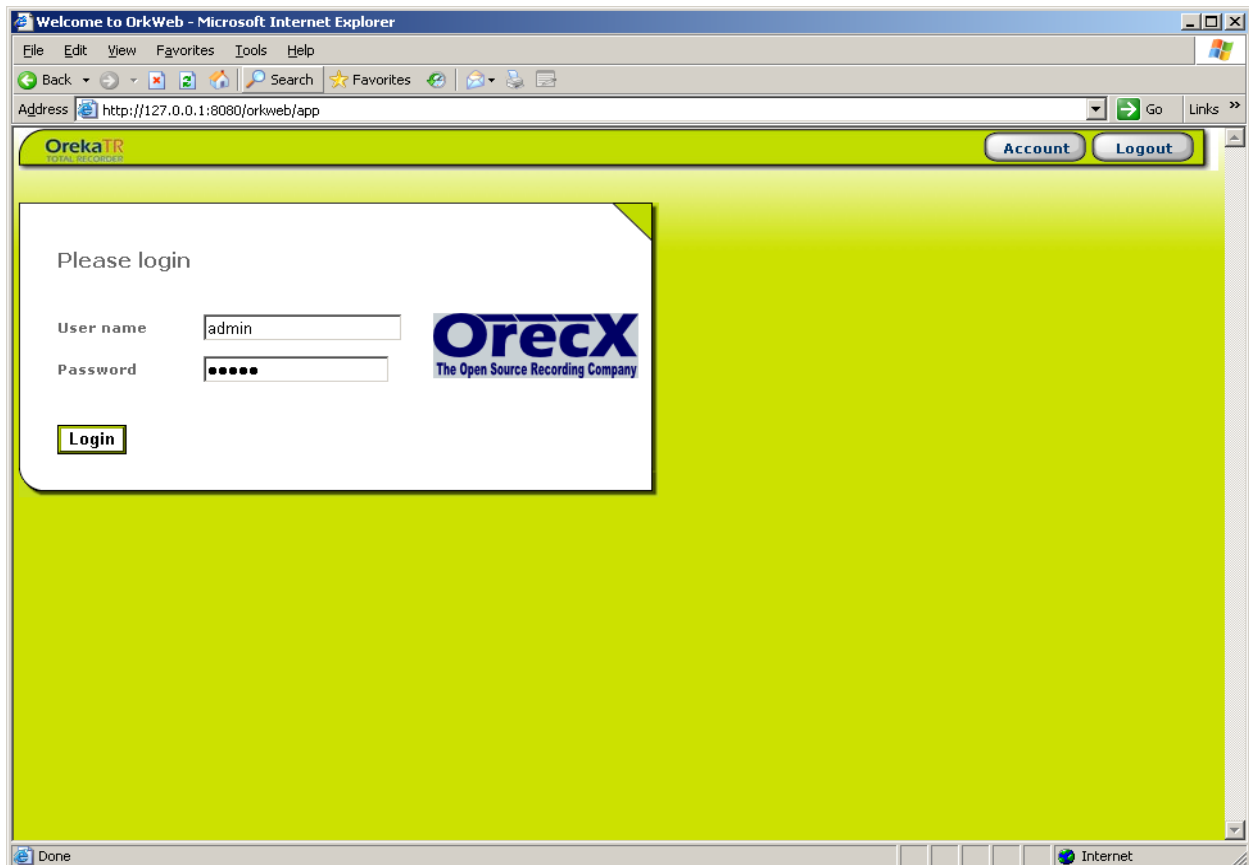 Welcome to OrkWeb - Microsoft Internet Explorer
File Edit View Favorites Tools Help
Back Search Favorites
Address http://127.0.0.1:8080/orkweb/app Go Links »
OrekaTR Account Logout
TOTAL RECORDER
Please login
User name admin
Password •••••
OrecX
The Open Source Recording Company
Login
Done Internet